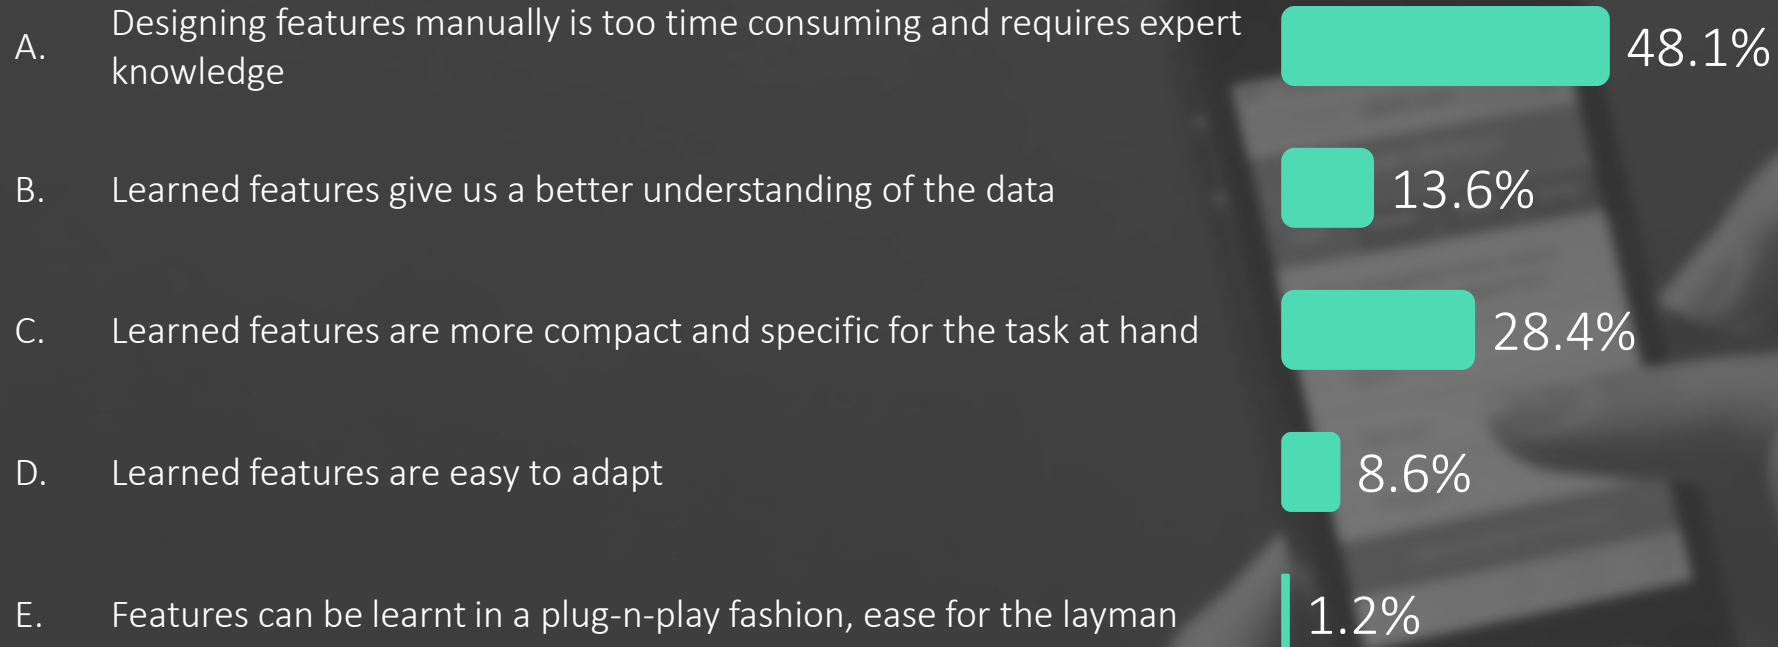 A. Designing features manually is too time consuming and requires expert
knowledge
48.1%
B. Learned features give us a better understanding of the data
13.6%
C. Learned features are more compact and specific for the task at hand
28.4%
D. Learned features are easy to adapt
8.6%
E. Features can be learnt in a plug-n-play fashion, ease for the layman
1.2%